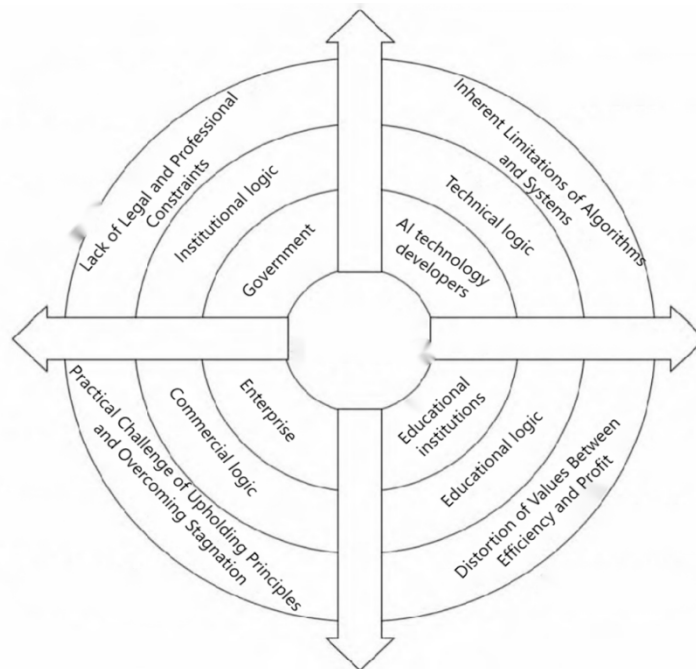 Lack of Legal and Professional
Constraints
Institutional logic
Government
Inherent Limitations of Algorithms
and Systems
Technical logic
AI technology
developers
Practical Challenge of Upholding Principles
and Overcoming Stagnation
Commercial logic
Enterprise
Educational
institutions
Educational logic
Distortion of Values Between
Efficiency and Profit